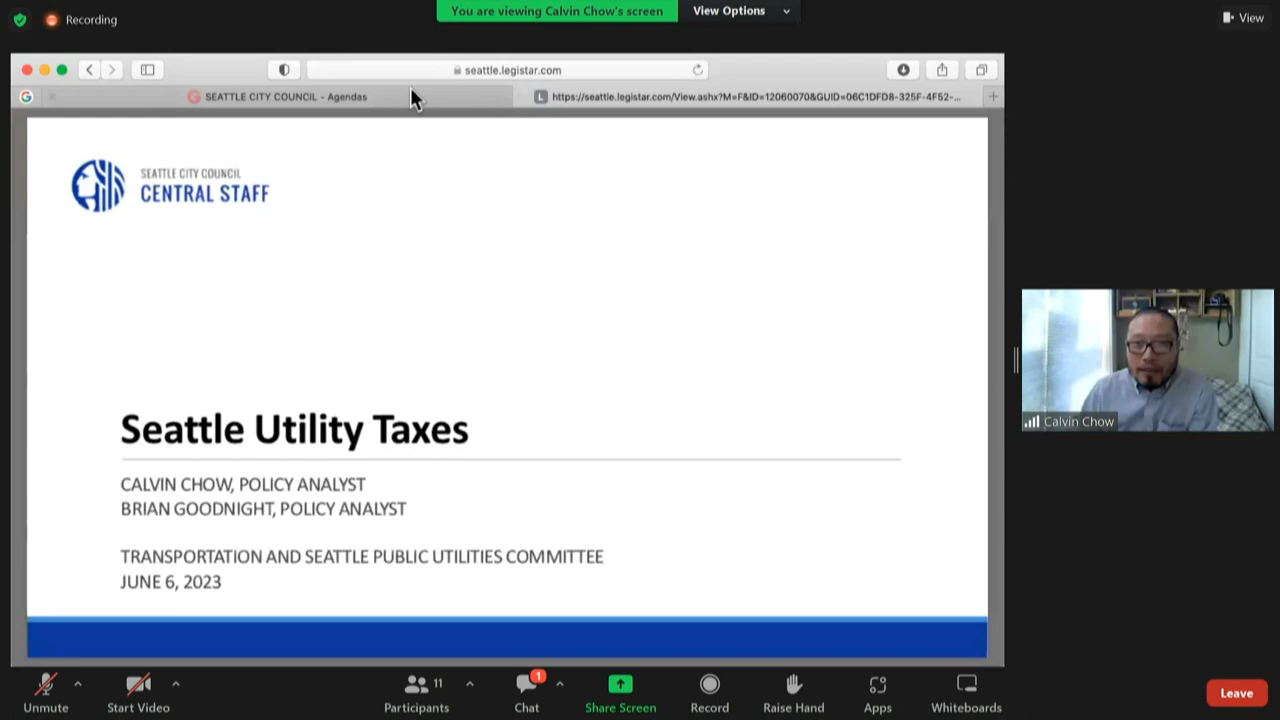 Recording
You are viewing Calvin Chow's screen
View Options
View
seattle.legistar.com
G
G SEATTLE CITY COUNCIL - Agendas
L https://seattle.legistar.com/View.ashx?M=F&ID=12060070&GUID=06C1DFD8-325F-4F52-...
SEATTLE CITY COUNCIL
CENTRAL STAFF
Seattle Utility Taxes
CALVIN CHOW, POLICY ANALYST
BRIAN GOODNIGHT, POLICY ANALYST
TRANSPORTATION AND SEATTLE PUBLIC UTILITIES COMMITTEE
JUNE 6, 2023
Calvin Chow
Unmute
Start Video
11
Participants
1
Chat
Share Screen
Record
Raise Hand
Apps
Whiteboards
Leave